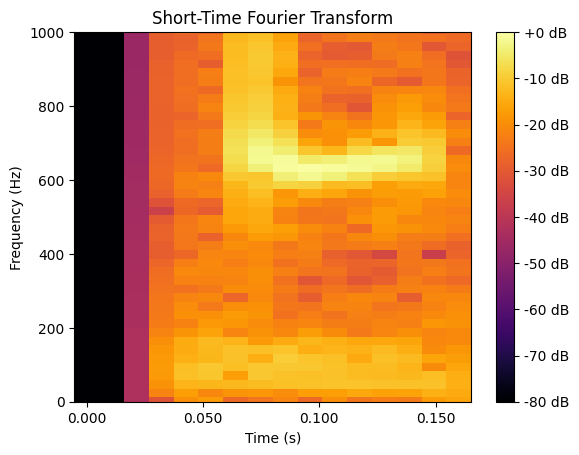 Short-Time Fourier Transform
1000
800
600
400
200
0
Frequency (Hz)
0.000
0.050
0.100
0.150
Time (s)
+0 dB
-10 dB
-20 dB
-30 dB
-40 dB
-50 dB
-60 dB
-70 dB
-80 dB